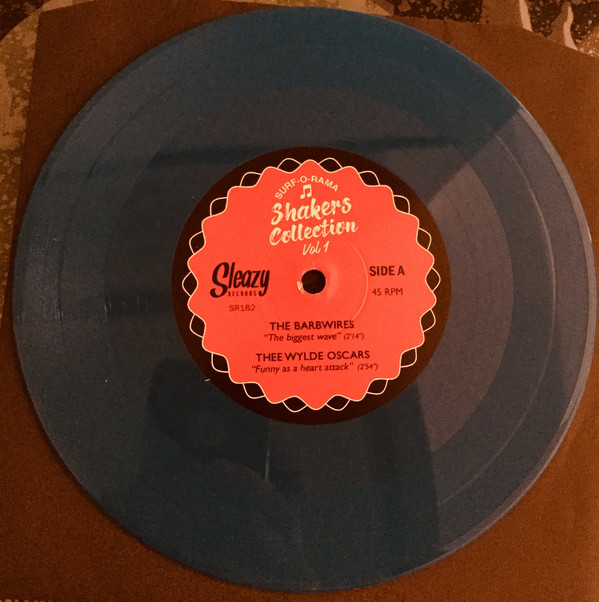 SURF-O-RAMA
Shakers
Collection
Vol 1
Sleazy
RECORDS
SR182
SIDE A
45 RPM
THE BARBWIRES
"The biggest wave" (2'14")
THEE WYLDE OSCARS
"Funny as a heart attack" (2'54")